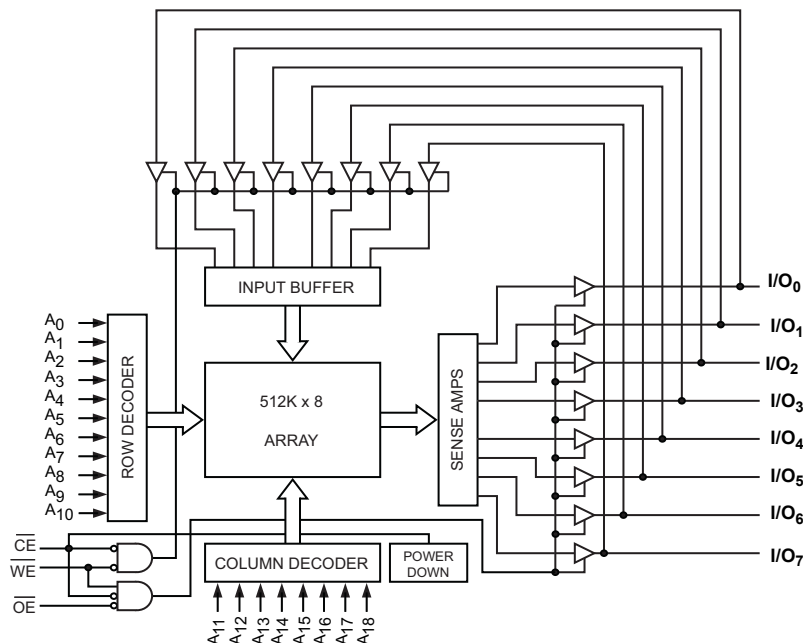 I/O0
I/O1
I/O2
I/O3
I/O4
I/O5
I/O6
I/O7
INPUT BUFFER
A0
A1
A2
A3
A4
A5
A6
A7
A8
A9
A10
ROW DECODER
512K x 8
ARRAY
SENSE AMPS
CE
WE
OE
COLUMN DECODER
POWER
DOWN
A11
A12
A13
A14
A15
A16
A17
A18